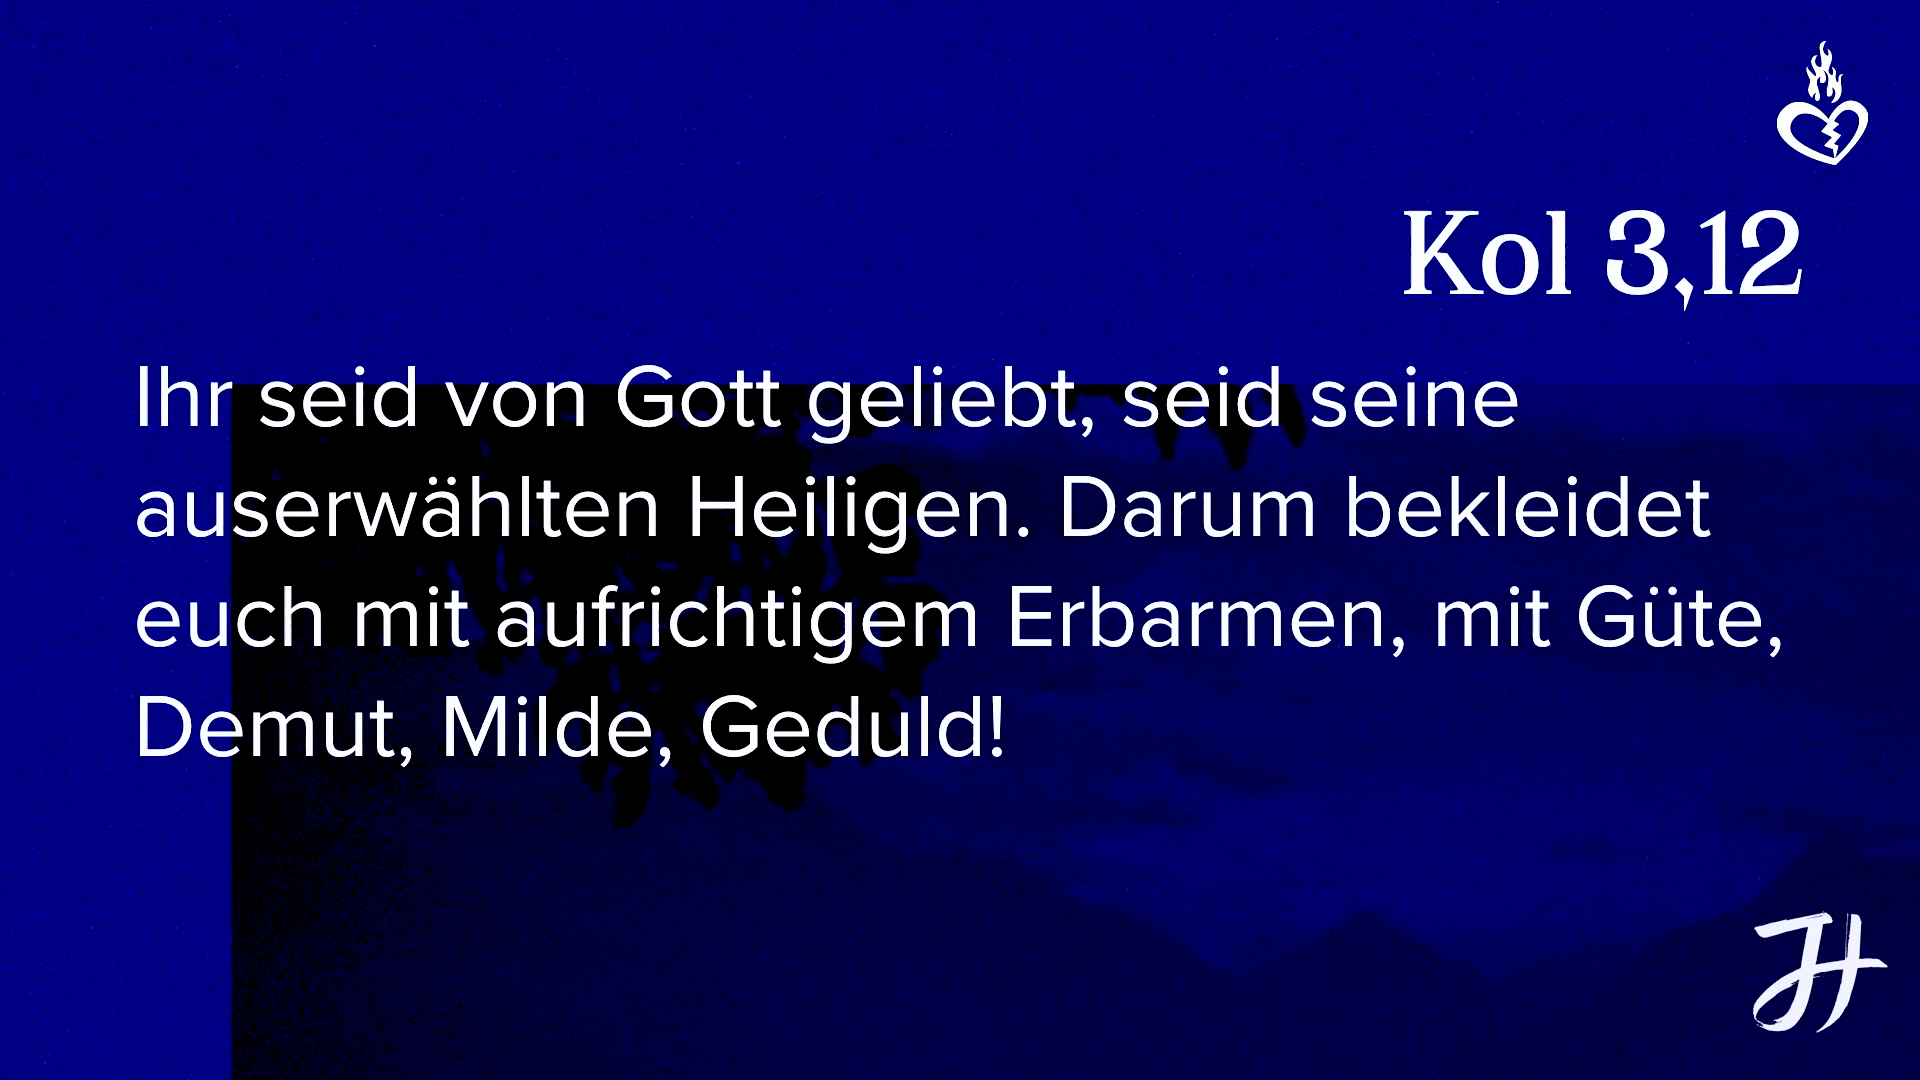 Kol 3,12
Ihr seid von Gott geliebt, seid seine
auserwählten Heiligen. Darum bekleidet
euch mit aufrichtigem Erbarmen, mit Güte,
Demut, Milde, Geduld!
JH